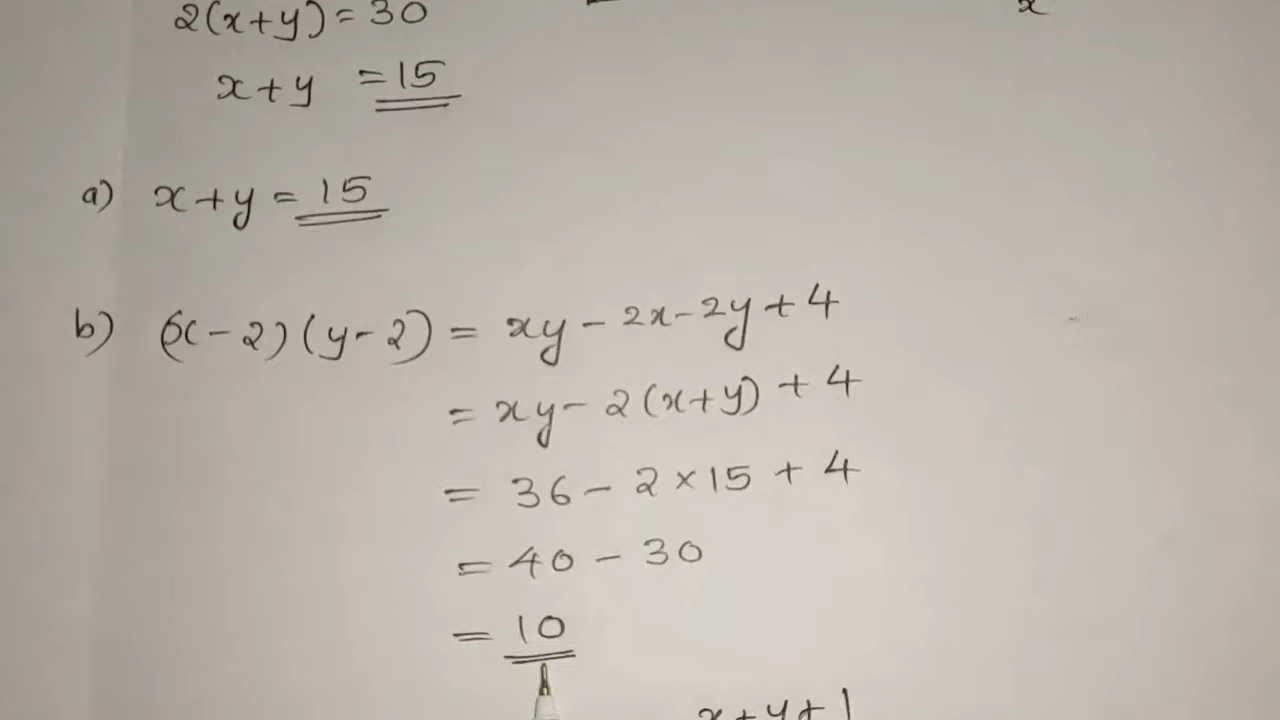 2(x+y)=30
x
x+y =15
a) x+y=15
b) (x-2)(y-2) = xy-2x-2y+4
= xy-2(x+y)+4
= 36-2×15+4
= 40-30
= 10
x+y+1